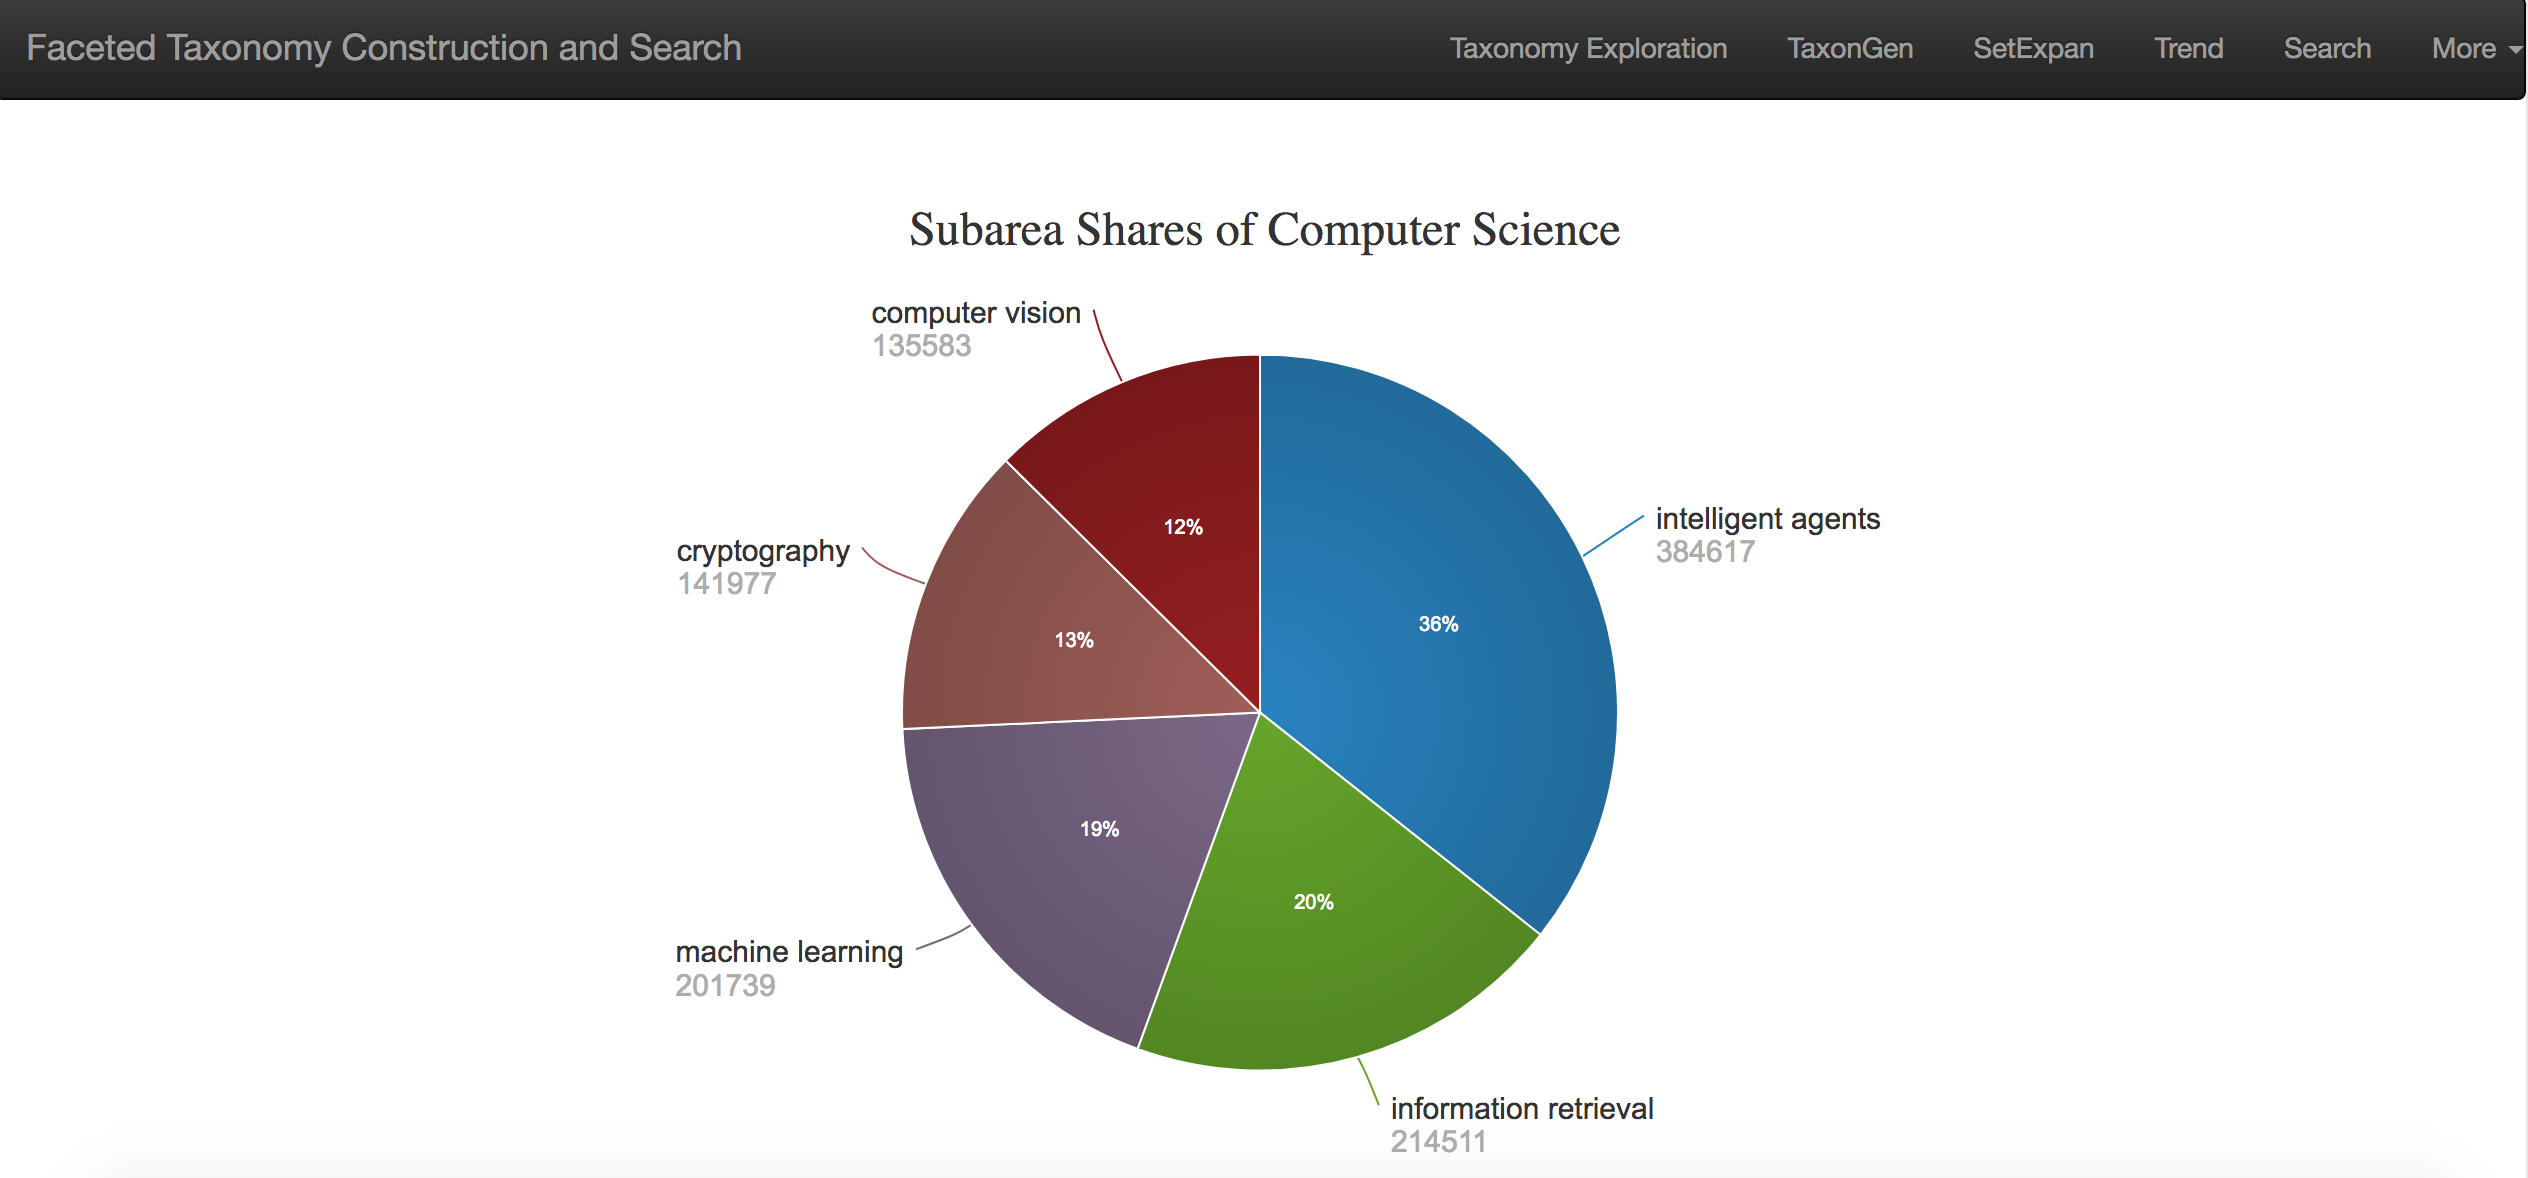 Faceted Taxonomy Construction and Search
Taxonomy Exploration TaxonGen SetExpan Trend Search More
Subarea Shares of Computer Science
computer vision
135583
12%
intelligent agents
384617
36%
cryptography
141977
13%
19%
machine learning
201739
20%
information retrieval
214511